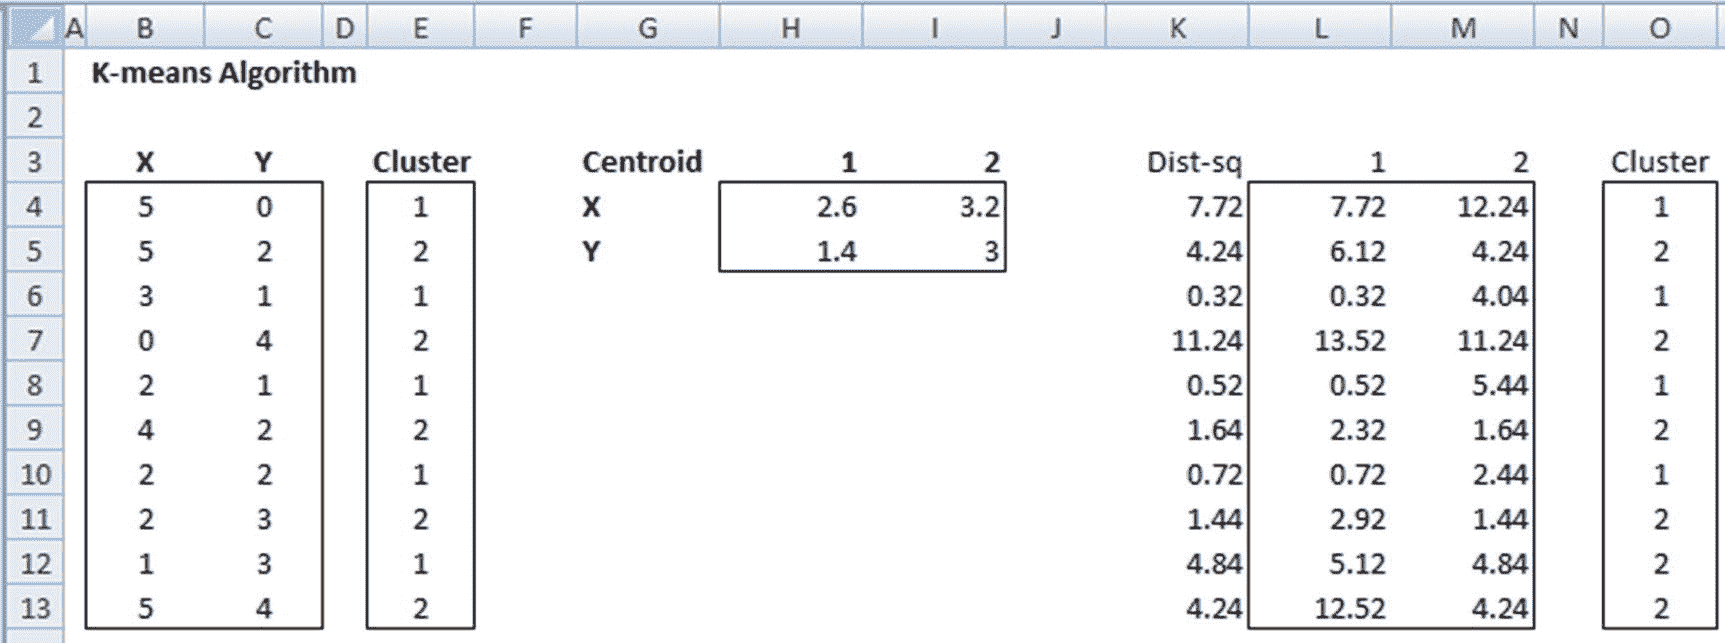 A B C D E F G H I J K L M N O
1 K-means Algorithm
2
3 X Y Cluster Centroid 1 2 Dist-sq 1 2 Cluster
4 5 0 1 X 2.6 3.2 7.72 7.72 12.24 1
5 5 2 2 Y 1.4 3 4.24 6.12 4.24 2
6 3 1 1 0.32 0.32 4.04 1
7 0 4 2 11.24 13.52 11.24 2
8 2 1 1 0.52 0.52 5.44 1
9 4 2 2 1.64 2.32 1.64 2
10 2 2 1 0.72 0.72 2.44 1
11 2 3 2 1.44 2.92 1.44 2
12 1 3 1 4.84 5.12 4.84 2
13 5 4 2 4.24 12.52 4.24 2